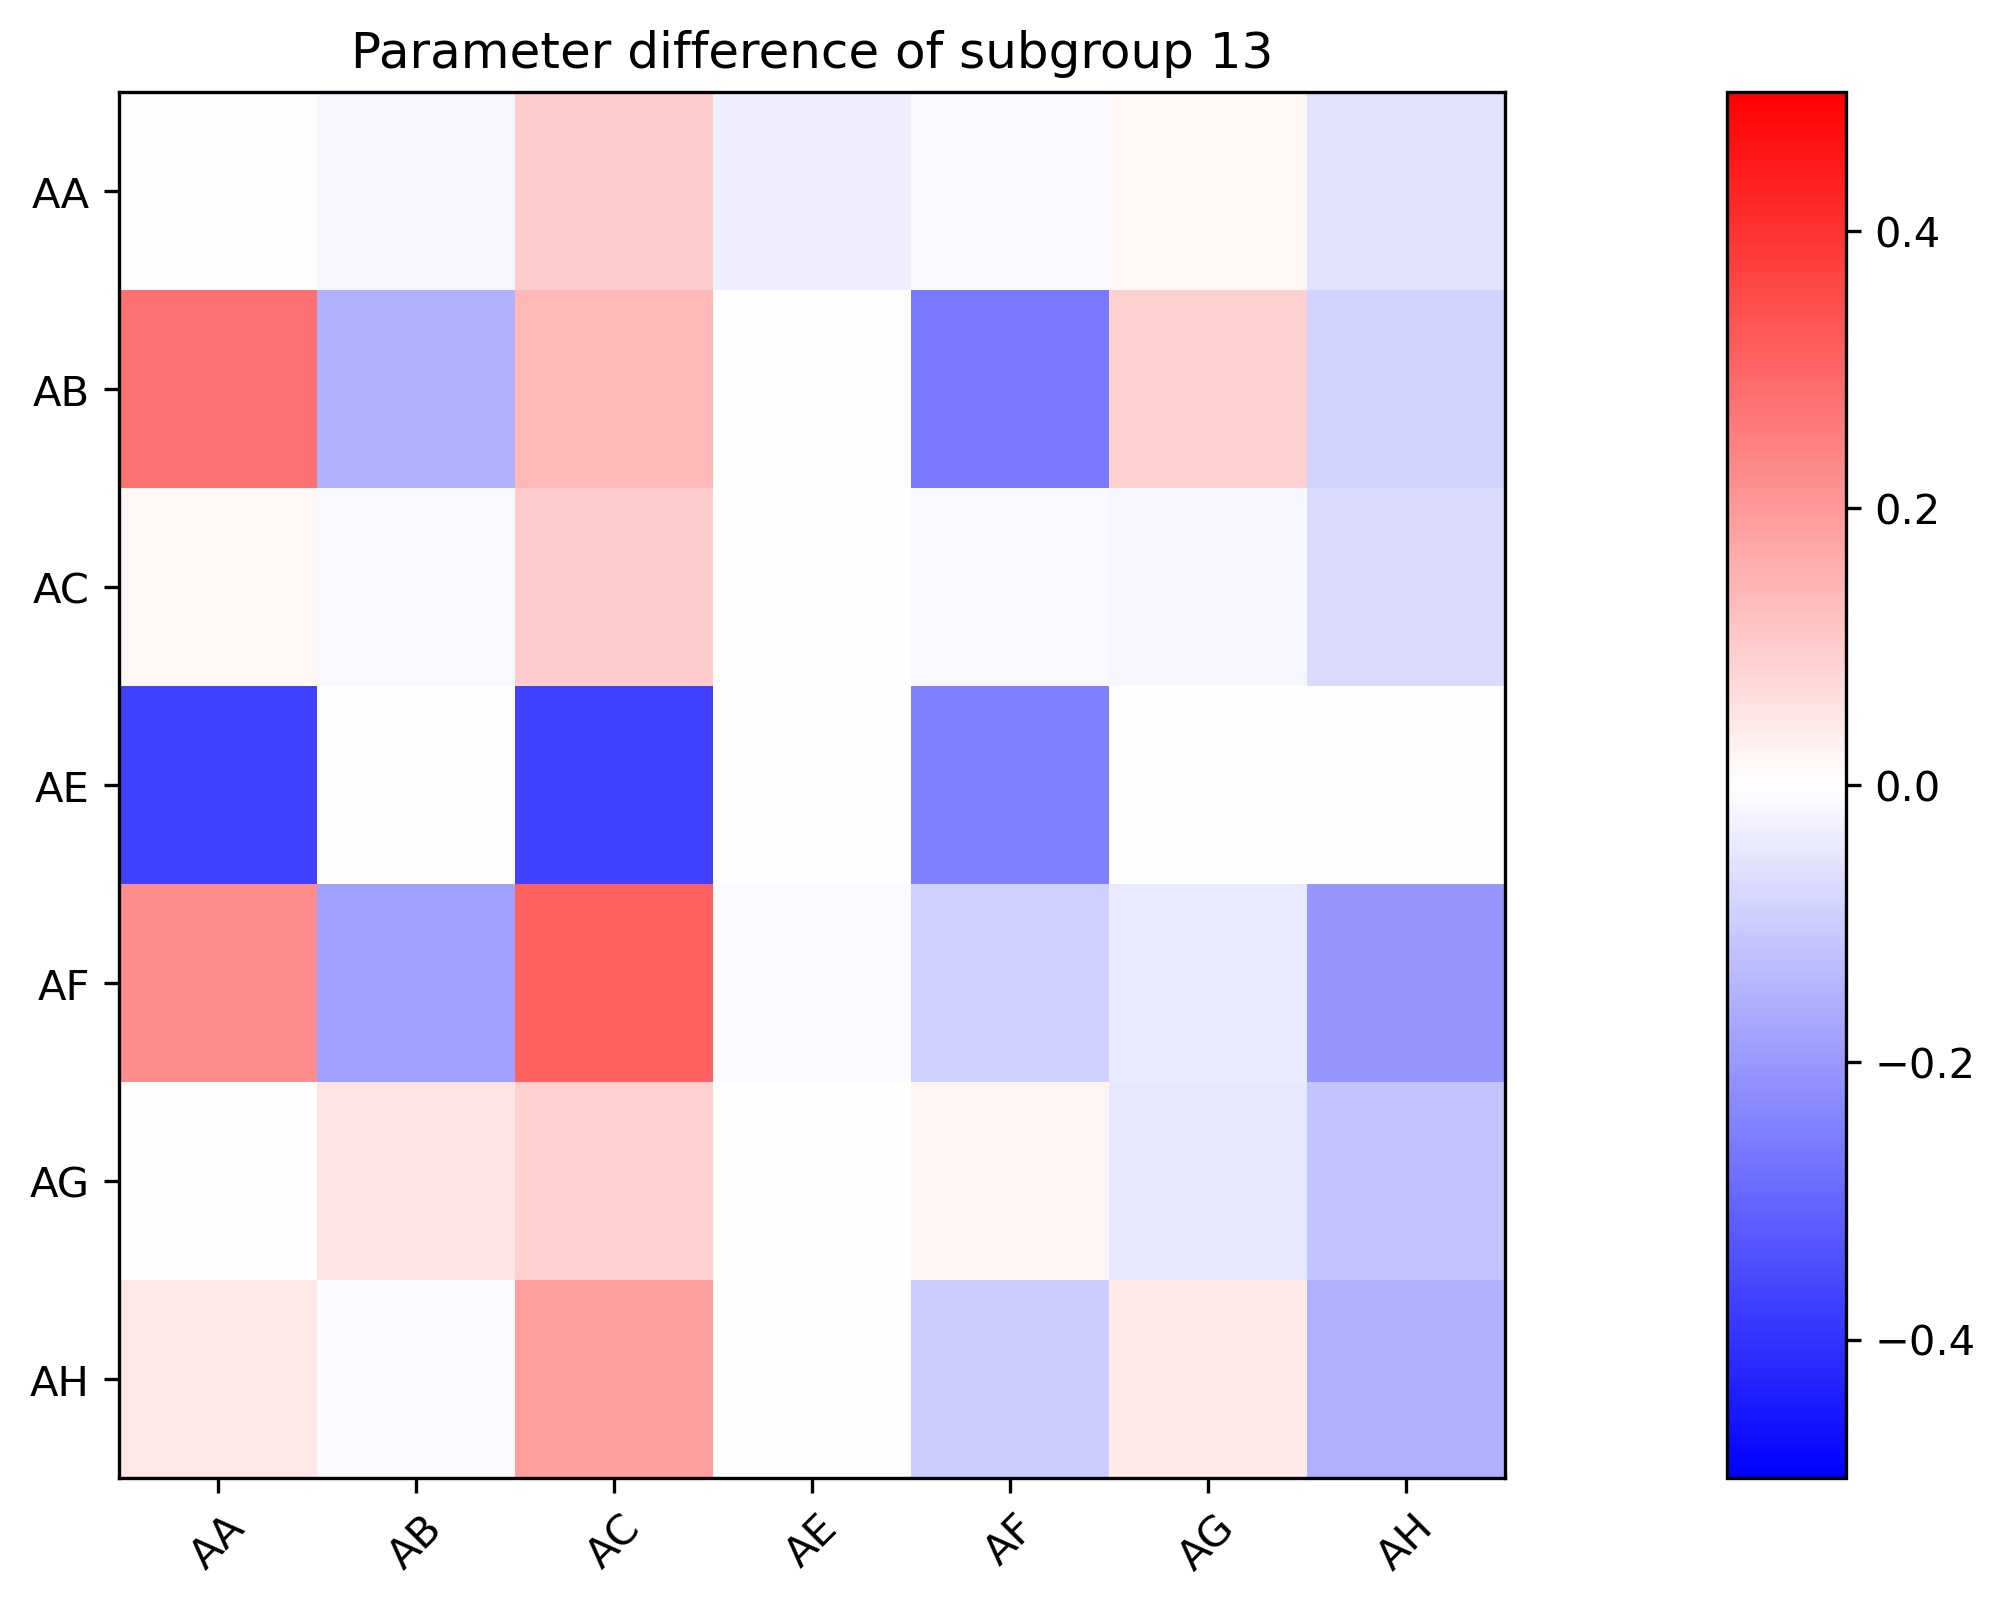 Parameter difference of subgroup 13
AA
AB
AC
AE
AF
AG
AH
AA
AB
AC
AE
AF
AG
AH
0.4
0.2
0.0
−0.2
−0.4